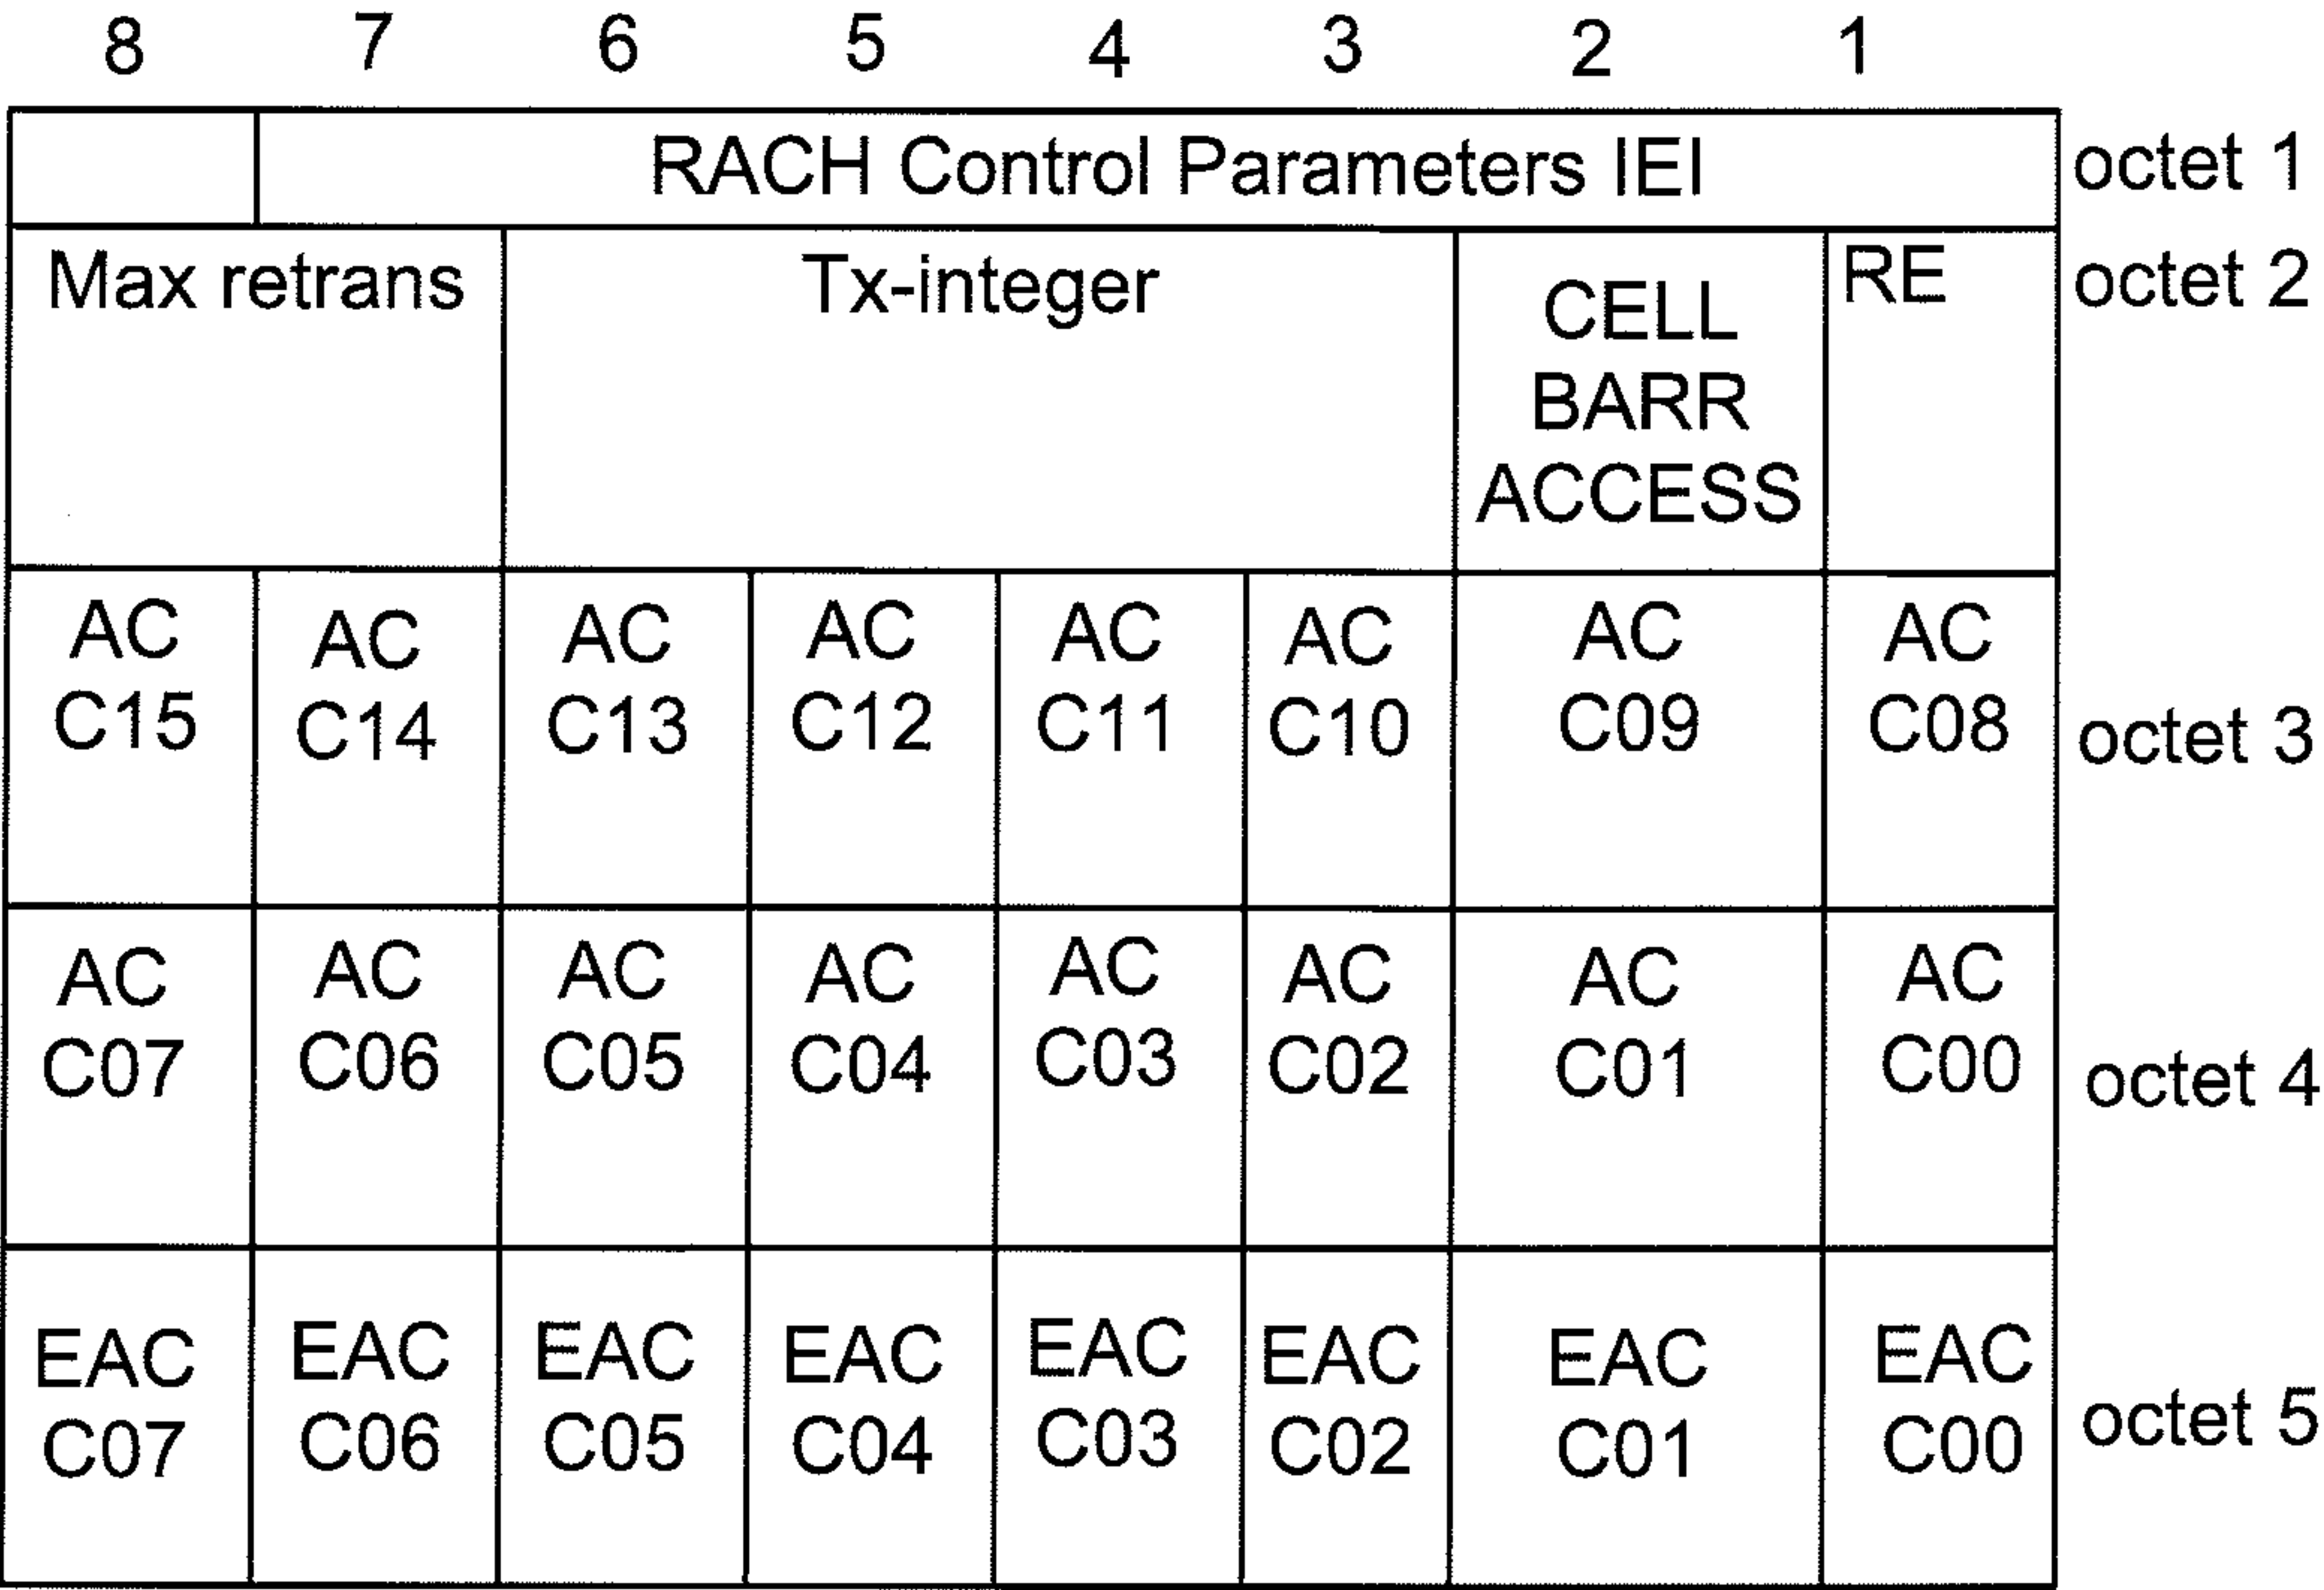 8 7 6 5 4 3 2 1
RACH Control Parameters IEI octet 1
Max retrans Tx-integer CELL RE octet 2
BARR
ACCESS
AC AC AC AC AC AC AC AC
C15 C14 C13 C12 C11 C10 C09 C08 octet 3
AC AC AC AC AC AC AC AC
C07 C06 C05 C04 C03 C02 C01 C00 octet 4
EAC EAC EAC EAC EAC EAC EAC EAC
C07 C06 C05 C04 C03 C02 C01 C00 octet 5